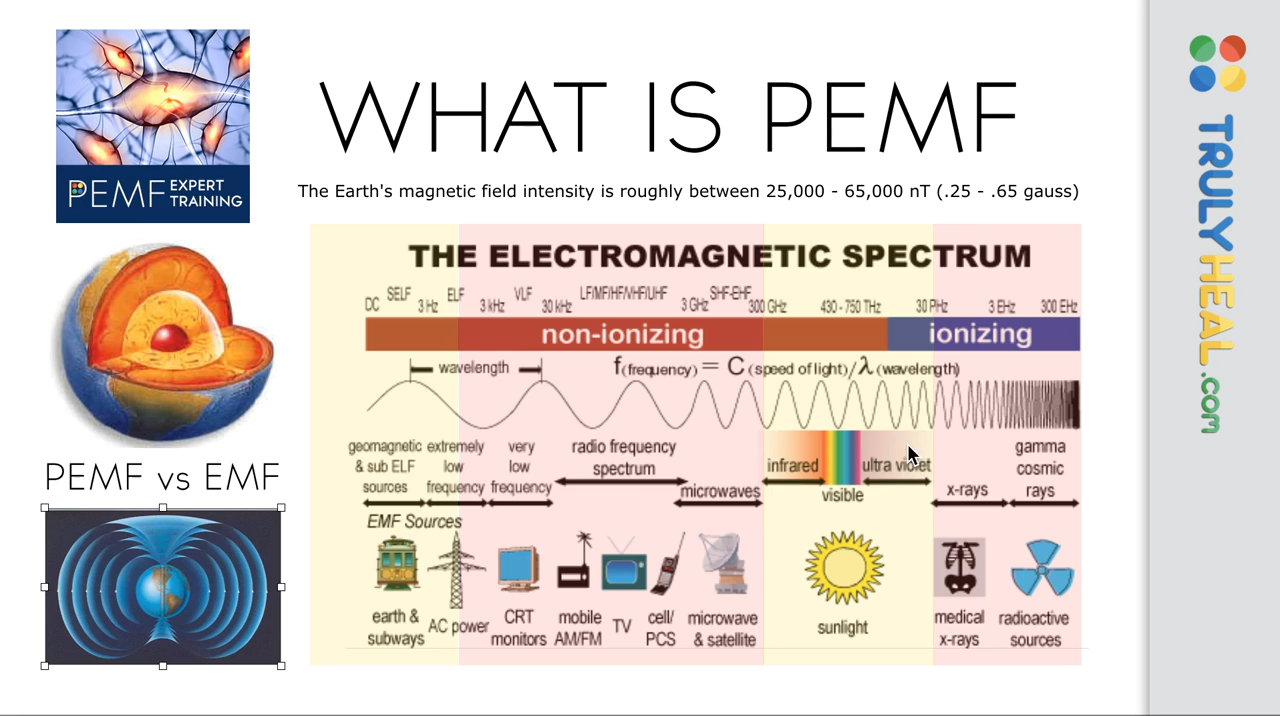 WHAT IS PEMF
The Earth's magnetic field intensity is roughly between 25,000 - 65,000 nT (.25 - .65 gauss)
PEMF EXPERT
TRAINING
PEMF vs EMF
THE ELECTROMAGNETIC SPECTRUM
DC SELF 3 Hz ELF 3 kHz VLF 30 kHz LF/MF/HF/VHF/UHF 3 GHz SHF-EHF 300 GHz 430 - 750 THz 30 PHz 3 EHz 300 EHz
non-ionizing ionizing
wavelength f(frequency) = C (speed of light)/λ (wavelength)
geomagnetic
& sub ELF
sources
extremely
low
frequency
very
low
frequency
radio frequency
spectrum
microwaves
infrared
visible
ultra violet
x-rays
gamma
cosmic
rays
EMF Sources
earth &
subways
AC power
CRT
monitors
mobile
AM/FM
TV
cell/
PCS
microwave
& satellite
sunlight
medical
x-rays
radioactive
sources
TRULYHEAL.com